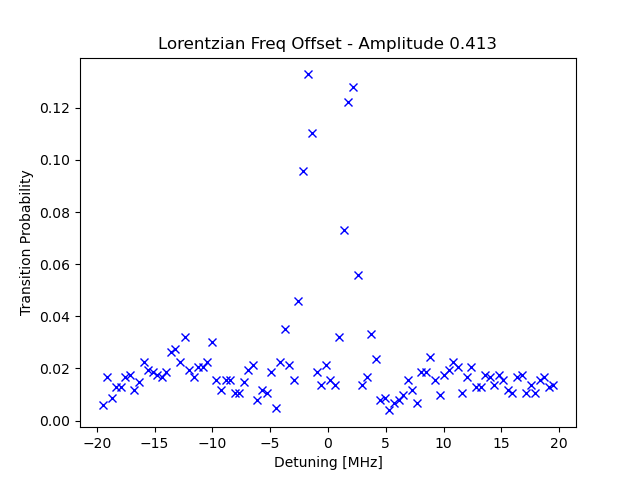 Lorentzian Freq Offset - Amplitude 0.413
Transition Probability
0.12
0.10
0.08
0.06
0.04
0.02
0.00
−20 −15 −10 −5 0 5 10 15 20
Detuning [MHz]